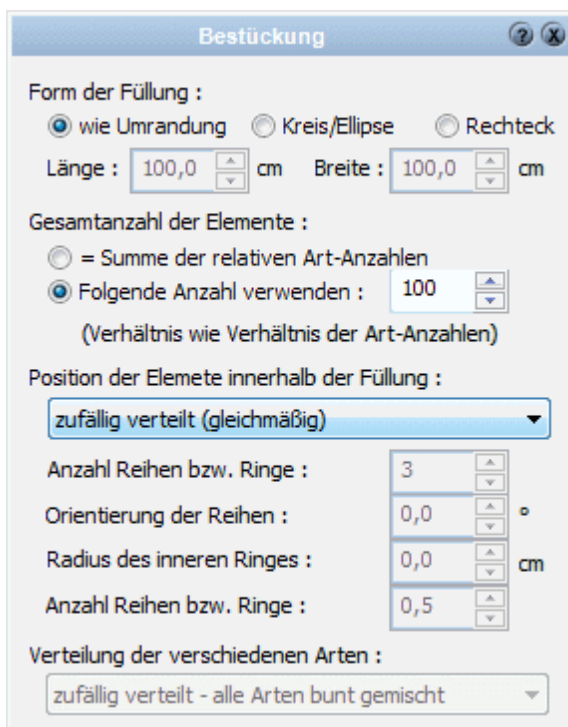 Bestückung
Form der Füllung :
wie Umrandung Kreis/Ellipse Rechteck
Länge : 100,0 cm Breite : 100,0 cm
Gesamtanzahl der Elemente :
= Summe der relativen Art-Anzahlen
Folgende Anzahl verwenden : 100
(Verhältnis wie Verhältnis der Art-Anzahlen)
Position der Elemete innerhalb der Füllung :
zufällig verteilt (gleichmäßig)
Anzahl Reihen bzw. Ringe : 3
Orientierung der Reihen : 0,0 °
Radius des inneren Ringes : 0,0 cm
Anzahl Reihen bzw. Ringe : 0,5
Verteilung der verschiedenen Arten :
zufällig verteilt - alle Arten bunt gemischt